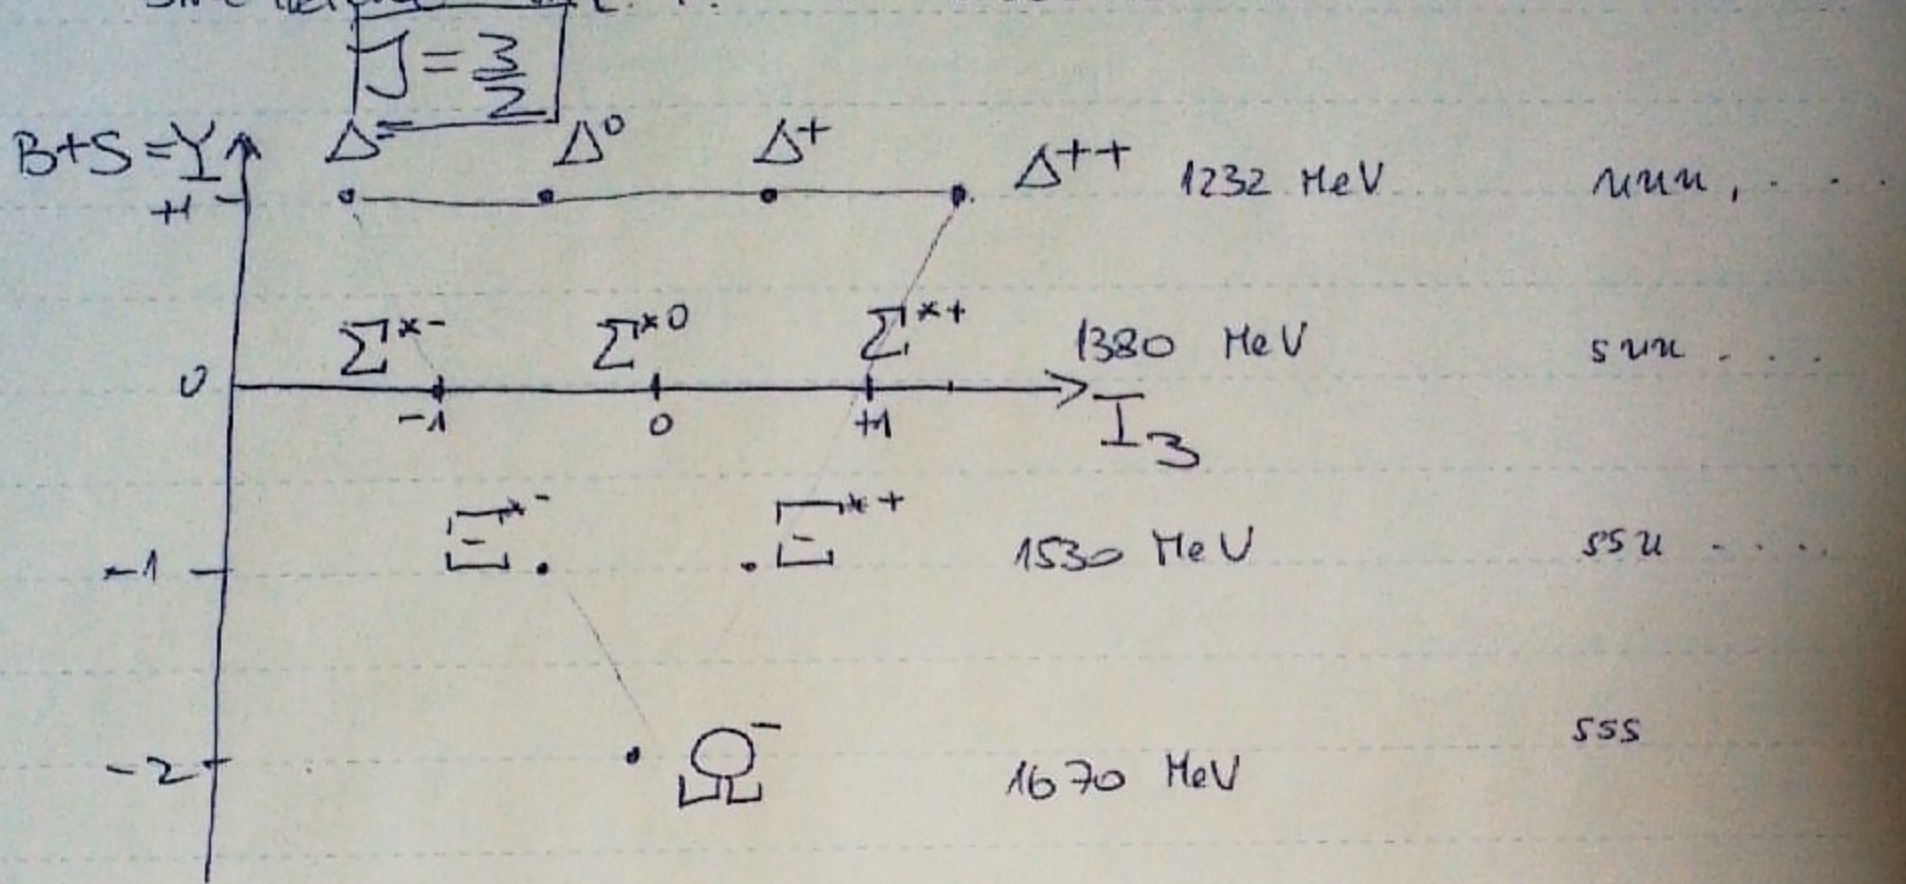 J = 3/2
B+S=Y Δ⁻ Δ⁰ Δ⁺ Δ⁺⁺ 1232 MeV uuu, . . .
+1
Σ*⁻ Σ*⁰ Σ*⁺ 1380 MeV suu . . .
0 -1 0 +1 I₃
Ξ*⁻ Ξ*⁺ 1530 MeV ssu . . . .
-1
Ω⁻ 1670 MeV sss
-2